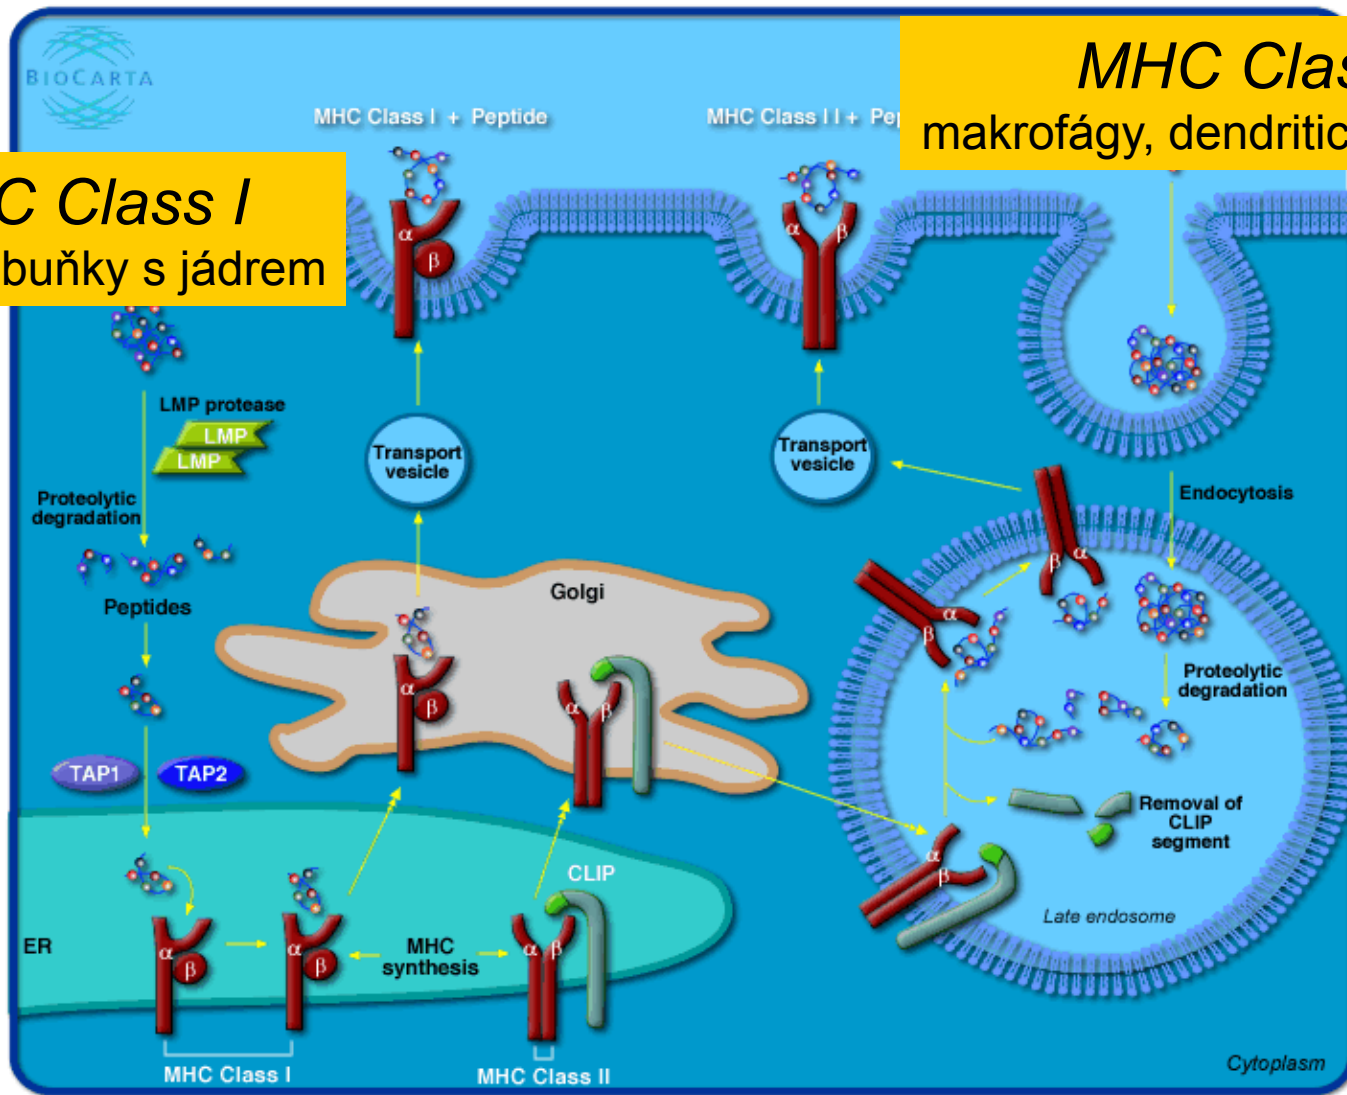 BIOCARTA
MHC Class I + Peptide
MHC Class I I + Pep
MHC Clas
makrofágy, dendritic
C Class I
buňky s jádrem
LMP protease
LMP
LMP
Proteolytic
degradation
Peptides
TAP1
TAP2
Transport
vesicle
Transport
vesicle
Endocytosis
Golgi
Proteolytic
degradation
Removal of
CLIP
segment
Late endosome
CLIP
ER
MHC
synthesis
α
β
α
β
α
β
α
β
α
β
α
β
α
β
α
β
α
β
α
β
MHC Class I
MHC Class II
Cytoplasm